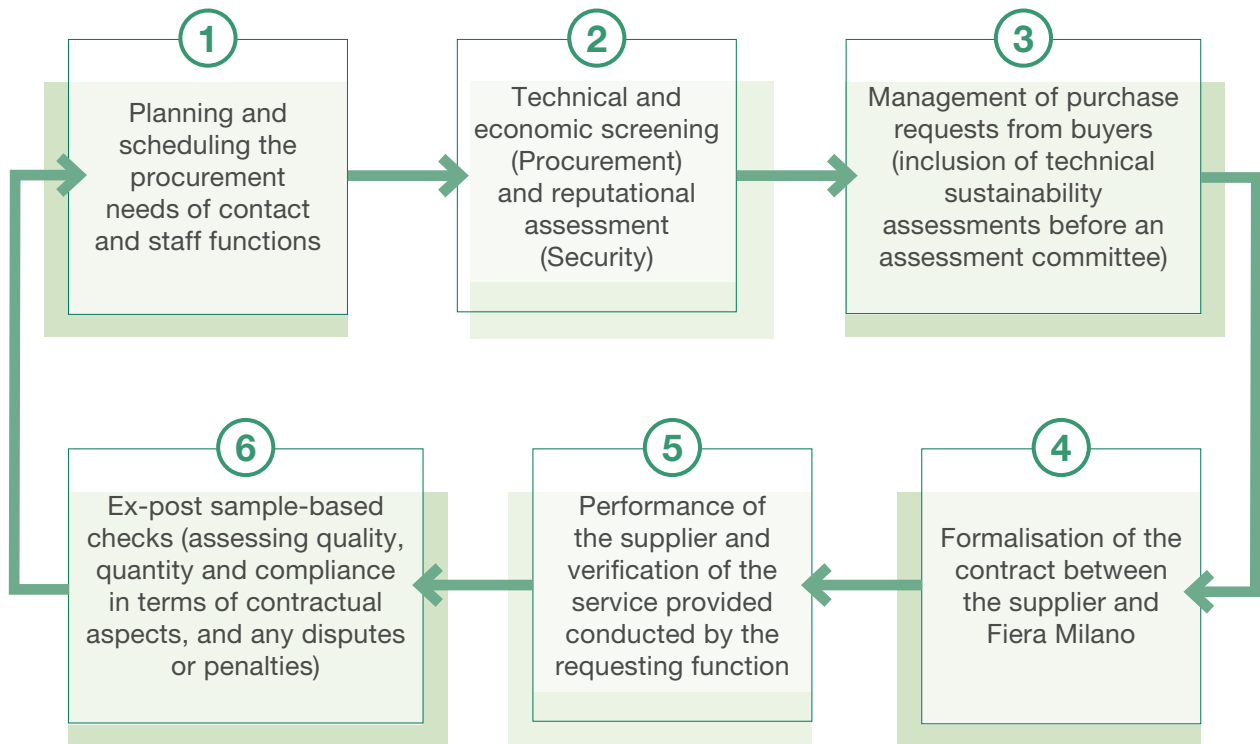 1
Planning and
scheduling the
procurement
needs of contact
and staff functions
2
Technical and
economic screening
(Procurement)
and reputational
assessment
(Security)
3
Management of purchase
requests from buyers
(inclusion of technical
sustainability
assessments before an
assessment committee)
4
Formalisation of the
contract between
the supplier and
Fiera Milano
5
Performance of
the supplier and
verification of the
service provided
conducted by the
requesting function
6
Ex-post sample-based
checks (assessing quality,
quantity and compliance
in terms of contractual
aspects, and any disputes
or penalties)